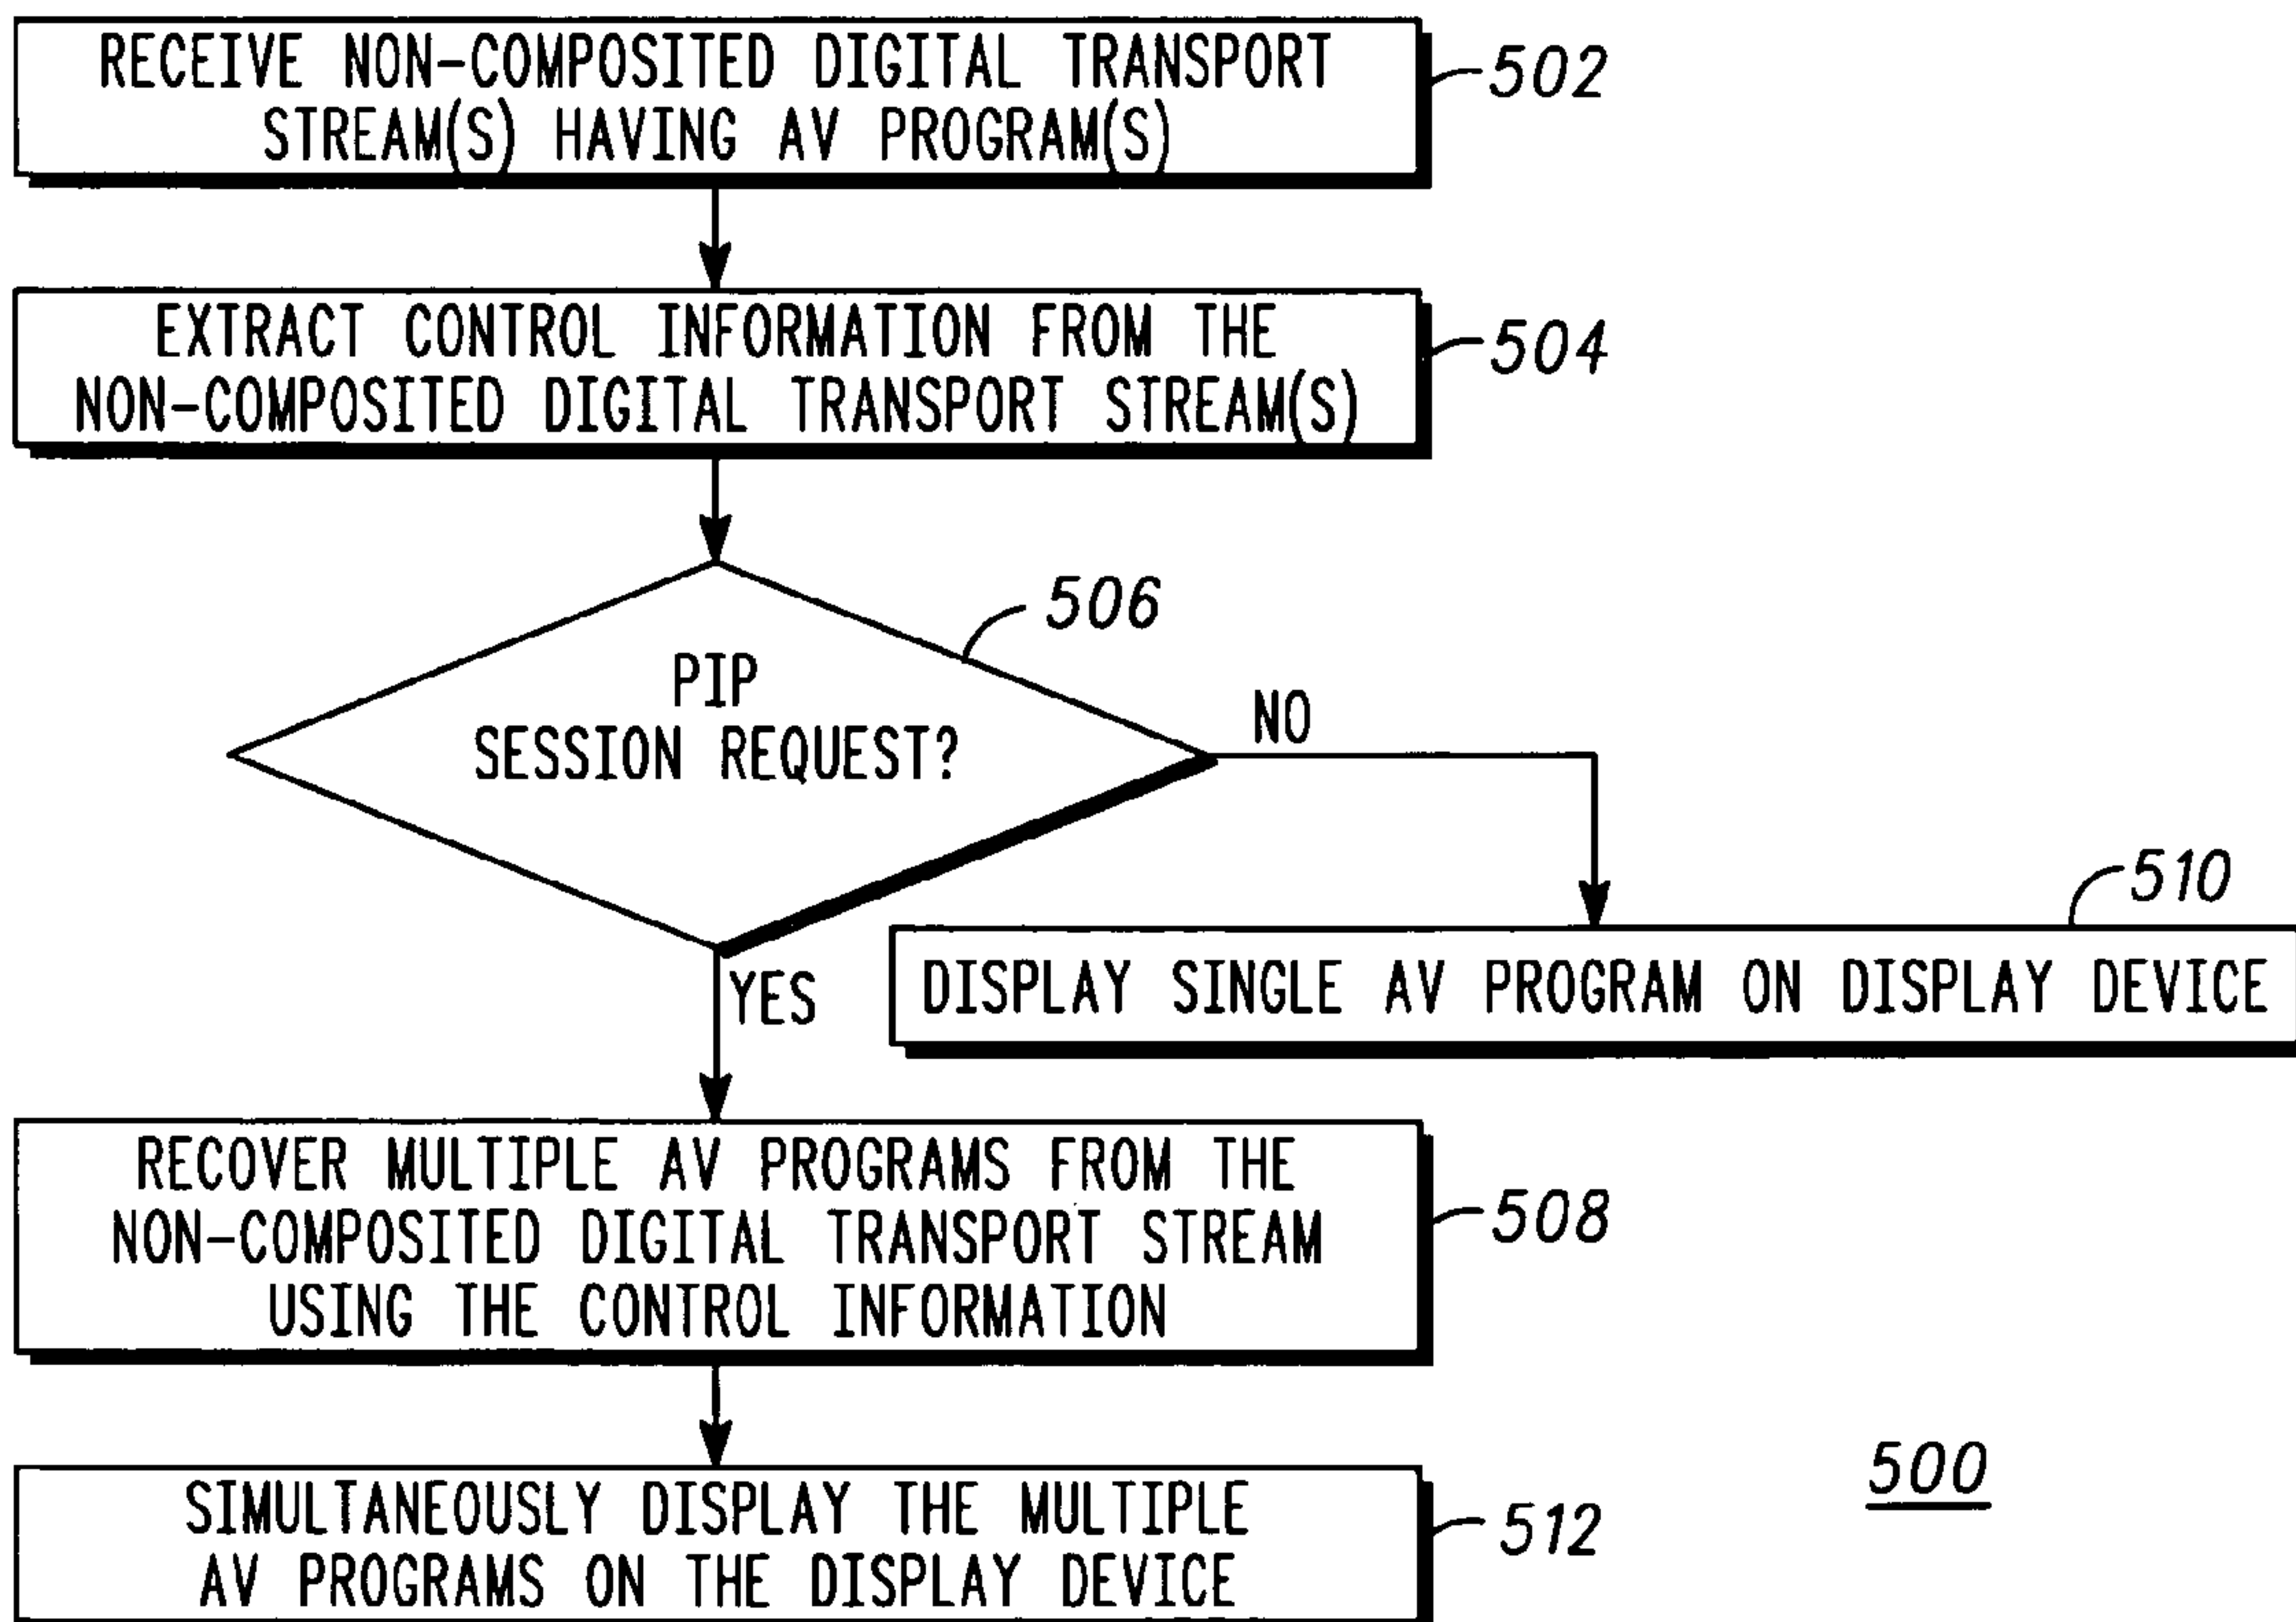 RECEIVE NON-COMPOSITED DIGITAL TRANSPORT
STREAM(S) HAVING AV PROGRAM(S)
502
EXTRACT CONTROL INFORMATION FROM THE
NON-COMPOSITED DIGITAL TRANSPORT STREAM(S)
504
506
PIP
SESSION REQUEST?
NO
510
YES
DISPLAY SINGLE AV PROGRAM ON DISPLAY DEVICE
RECOVER MULTIPLE AV PROGRAMS FROM THE
NON-COMPOSITED DIGITAL TRANSPORT STREAM
USING THE CONTROL INFORMATION
508
SIMULTANEOUSLY DISPLAY THE MULTIPLE
AV PROGRAMS ON THE DISPLAY DEVICE
512
500